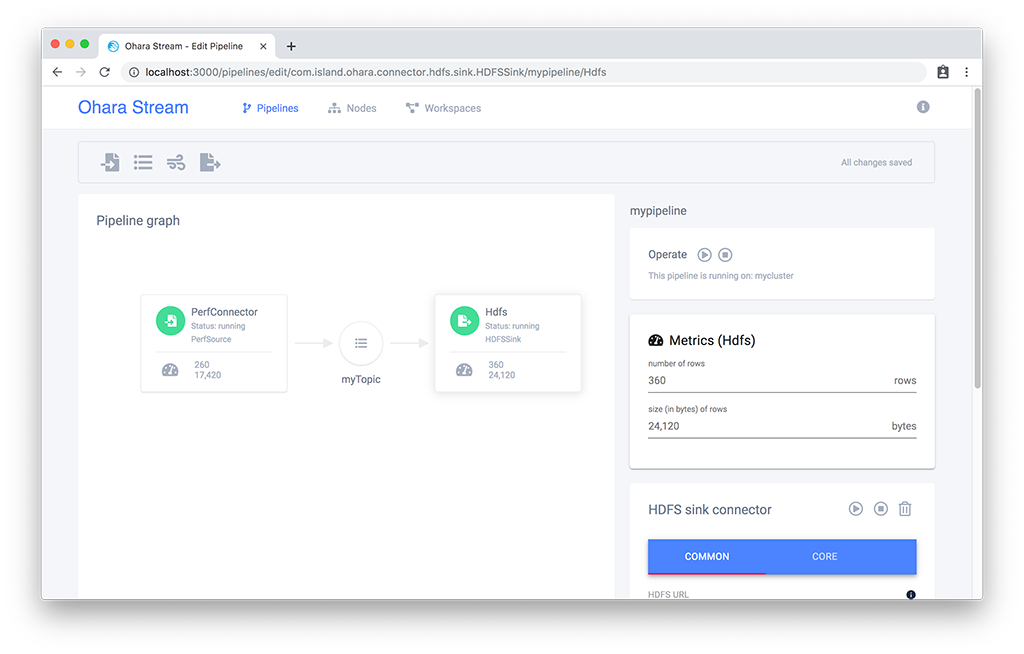 Ohara Stream - Edit Pipeline
localhost:3000/pipelines/edit/com.island.ohara.connector.hdfs.sink.HDFSSink/mypipeline/Hdfs
Ohara Stream
Pipelines
Nodes
Workspaces
All changes saved
Pipeline graph
PerfConnector
Status: running
PerfSource
260
17,420
myTopic
Hdfs
Status: running
HDFSSink
360
24,120
mypipeline
Operate
This pipeline is running on: mycluster
Metrics (Hdfs)
number of rows
360 rows
size (in bytes) of rows
24,120 bytes
HDFS sink connector
COMMON
CORE
HDFS URL